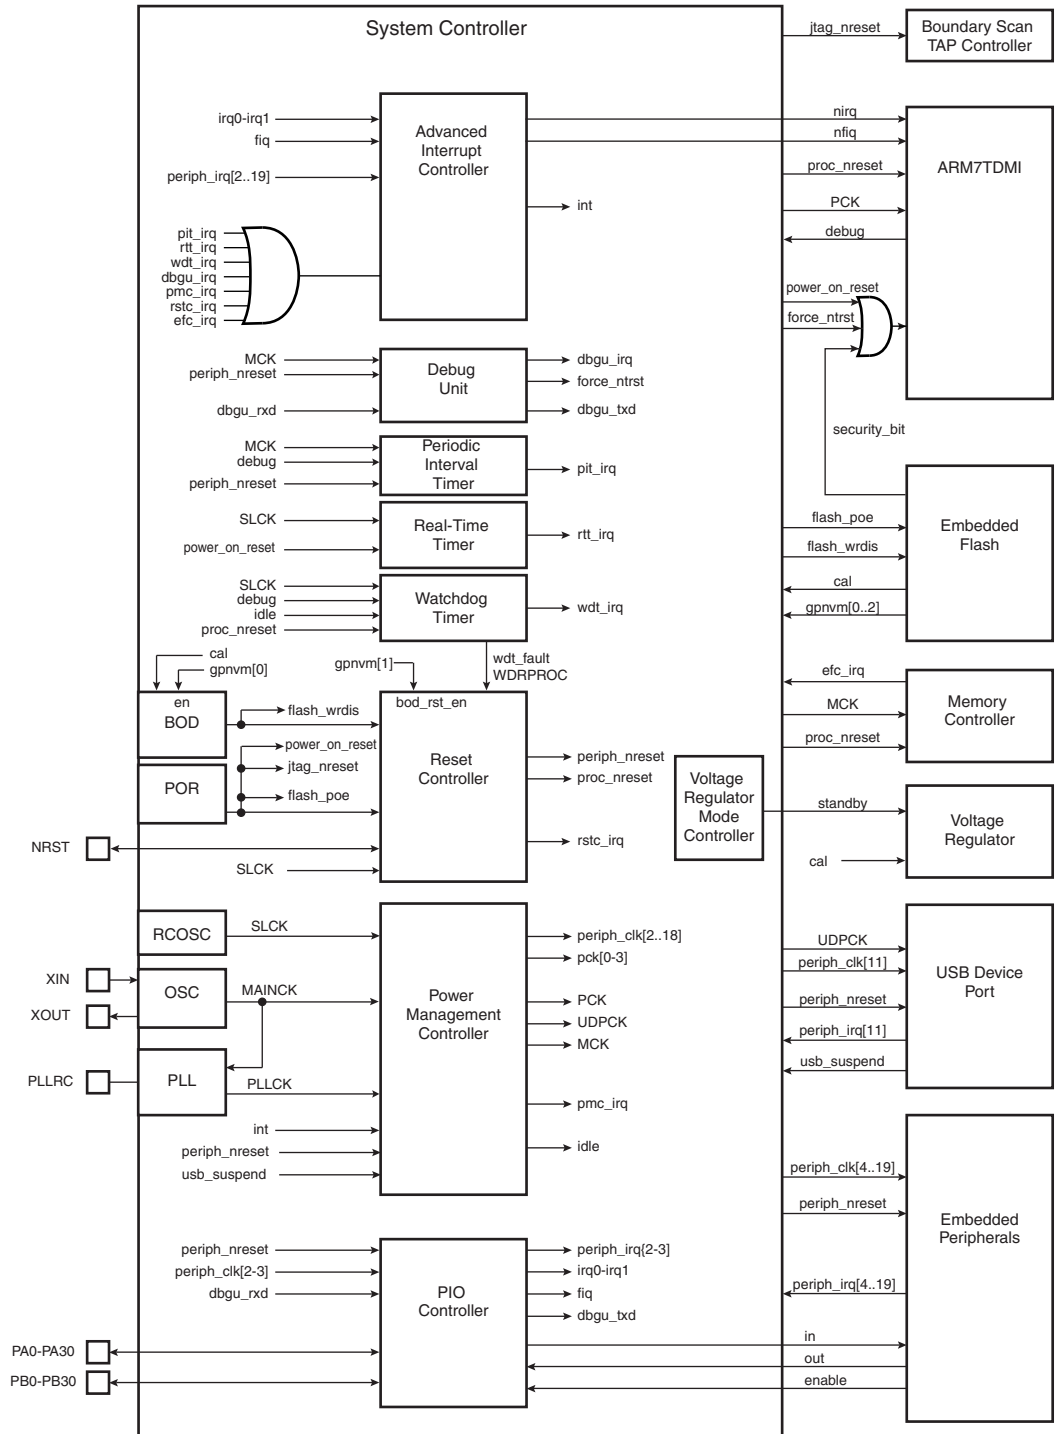 System Controller
jtag_nreset
Boundary Scan
TAP Controller
irq0-irq1
fiq
periph_irq[2..19]
Advanced
Interrupt
Controller
int
nirq
nfiq
proc_nreset
PCK
debug
ARM7TDMI
pit_irq
rtt_irq
wdt_irq
dbgu_irq
pmc_irq
rstc_irq
efc_irq
power_on_reset
force_ntrst
security_bit
MCK
periph_nreset
dbgu_rxd
Debug
Unit
dbgu_irq
force_ntrst
dbgu_txd
MCK
debug
periph_nreset
Periodic
Interval
Timer
pit_irq
SLCK
power_on_reset
Real-Time
Timer
rtt_irq
flash_poe
flash_wrdis
cal
gpnvm[0..2]
Embedded
Flash
SLCK
debug
idle
proc_nreset
Watchdog
Timer
wdt_irq
cal
gpnvm[0]
gpnvm[1]
wdt_fault
WDRPROC
en
BOD
POR
flash_wrdis
power_on_reset
jtag_nreset
flash_poe
bod_rst_en
Reset
Controller
periph_nreset
proc_nreset
rstc_irq
NRST
SLCK
efc_irq
MCK
proc_nreset
Memory
Controller
Voltage
Regulator
Mode
Controller
standby
cal
Voltage
Regulator
RCOSC
SLCK
XIN
XOUT
OSC
MAINCK
PLLRC
PLL
PLLCK
int
periph_nreset
usb_suspend
Power
Management
Controller
periph_clk[2..18]
pck[0-3]
PCK
UDPCK
MCK
pmc_irq
idle
UDPCK
periph_clk[11]
periph_nreset
periph_irq[11]
usb_suspend
USB Device
Port
periph_clk[4..19]
periph_nreset
periph_irq[4..19]
Embedded
Peripherals
periph_nreset
periph_clk[2-3]
dbgu_rxd
PIO
Controller
periph_irq{2-3]
irq0-irq1
fiq
dbgu_txd
in
out
enable
PA0-PA30
PB0-PB30